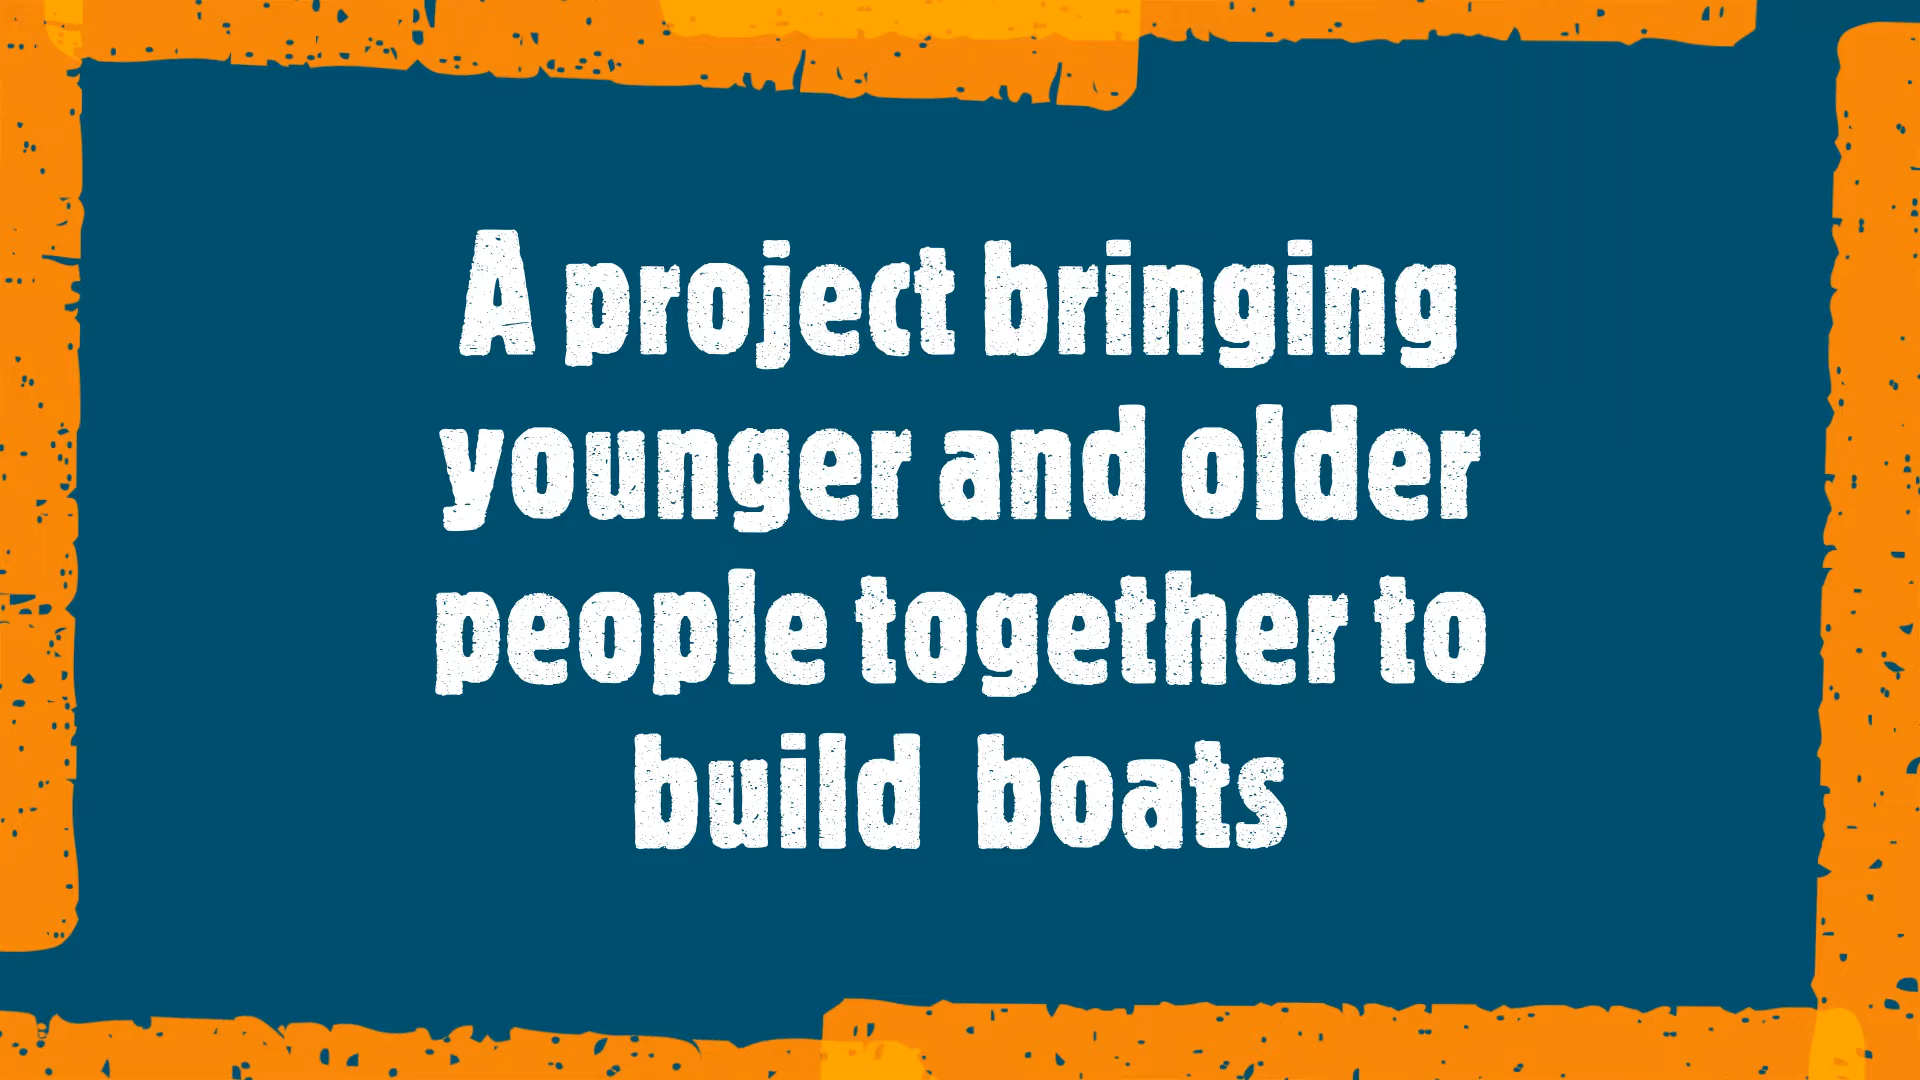 A project bringing
younger and older
people together to
build  boats